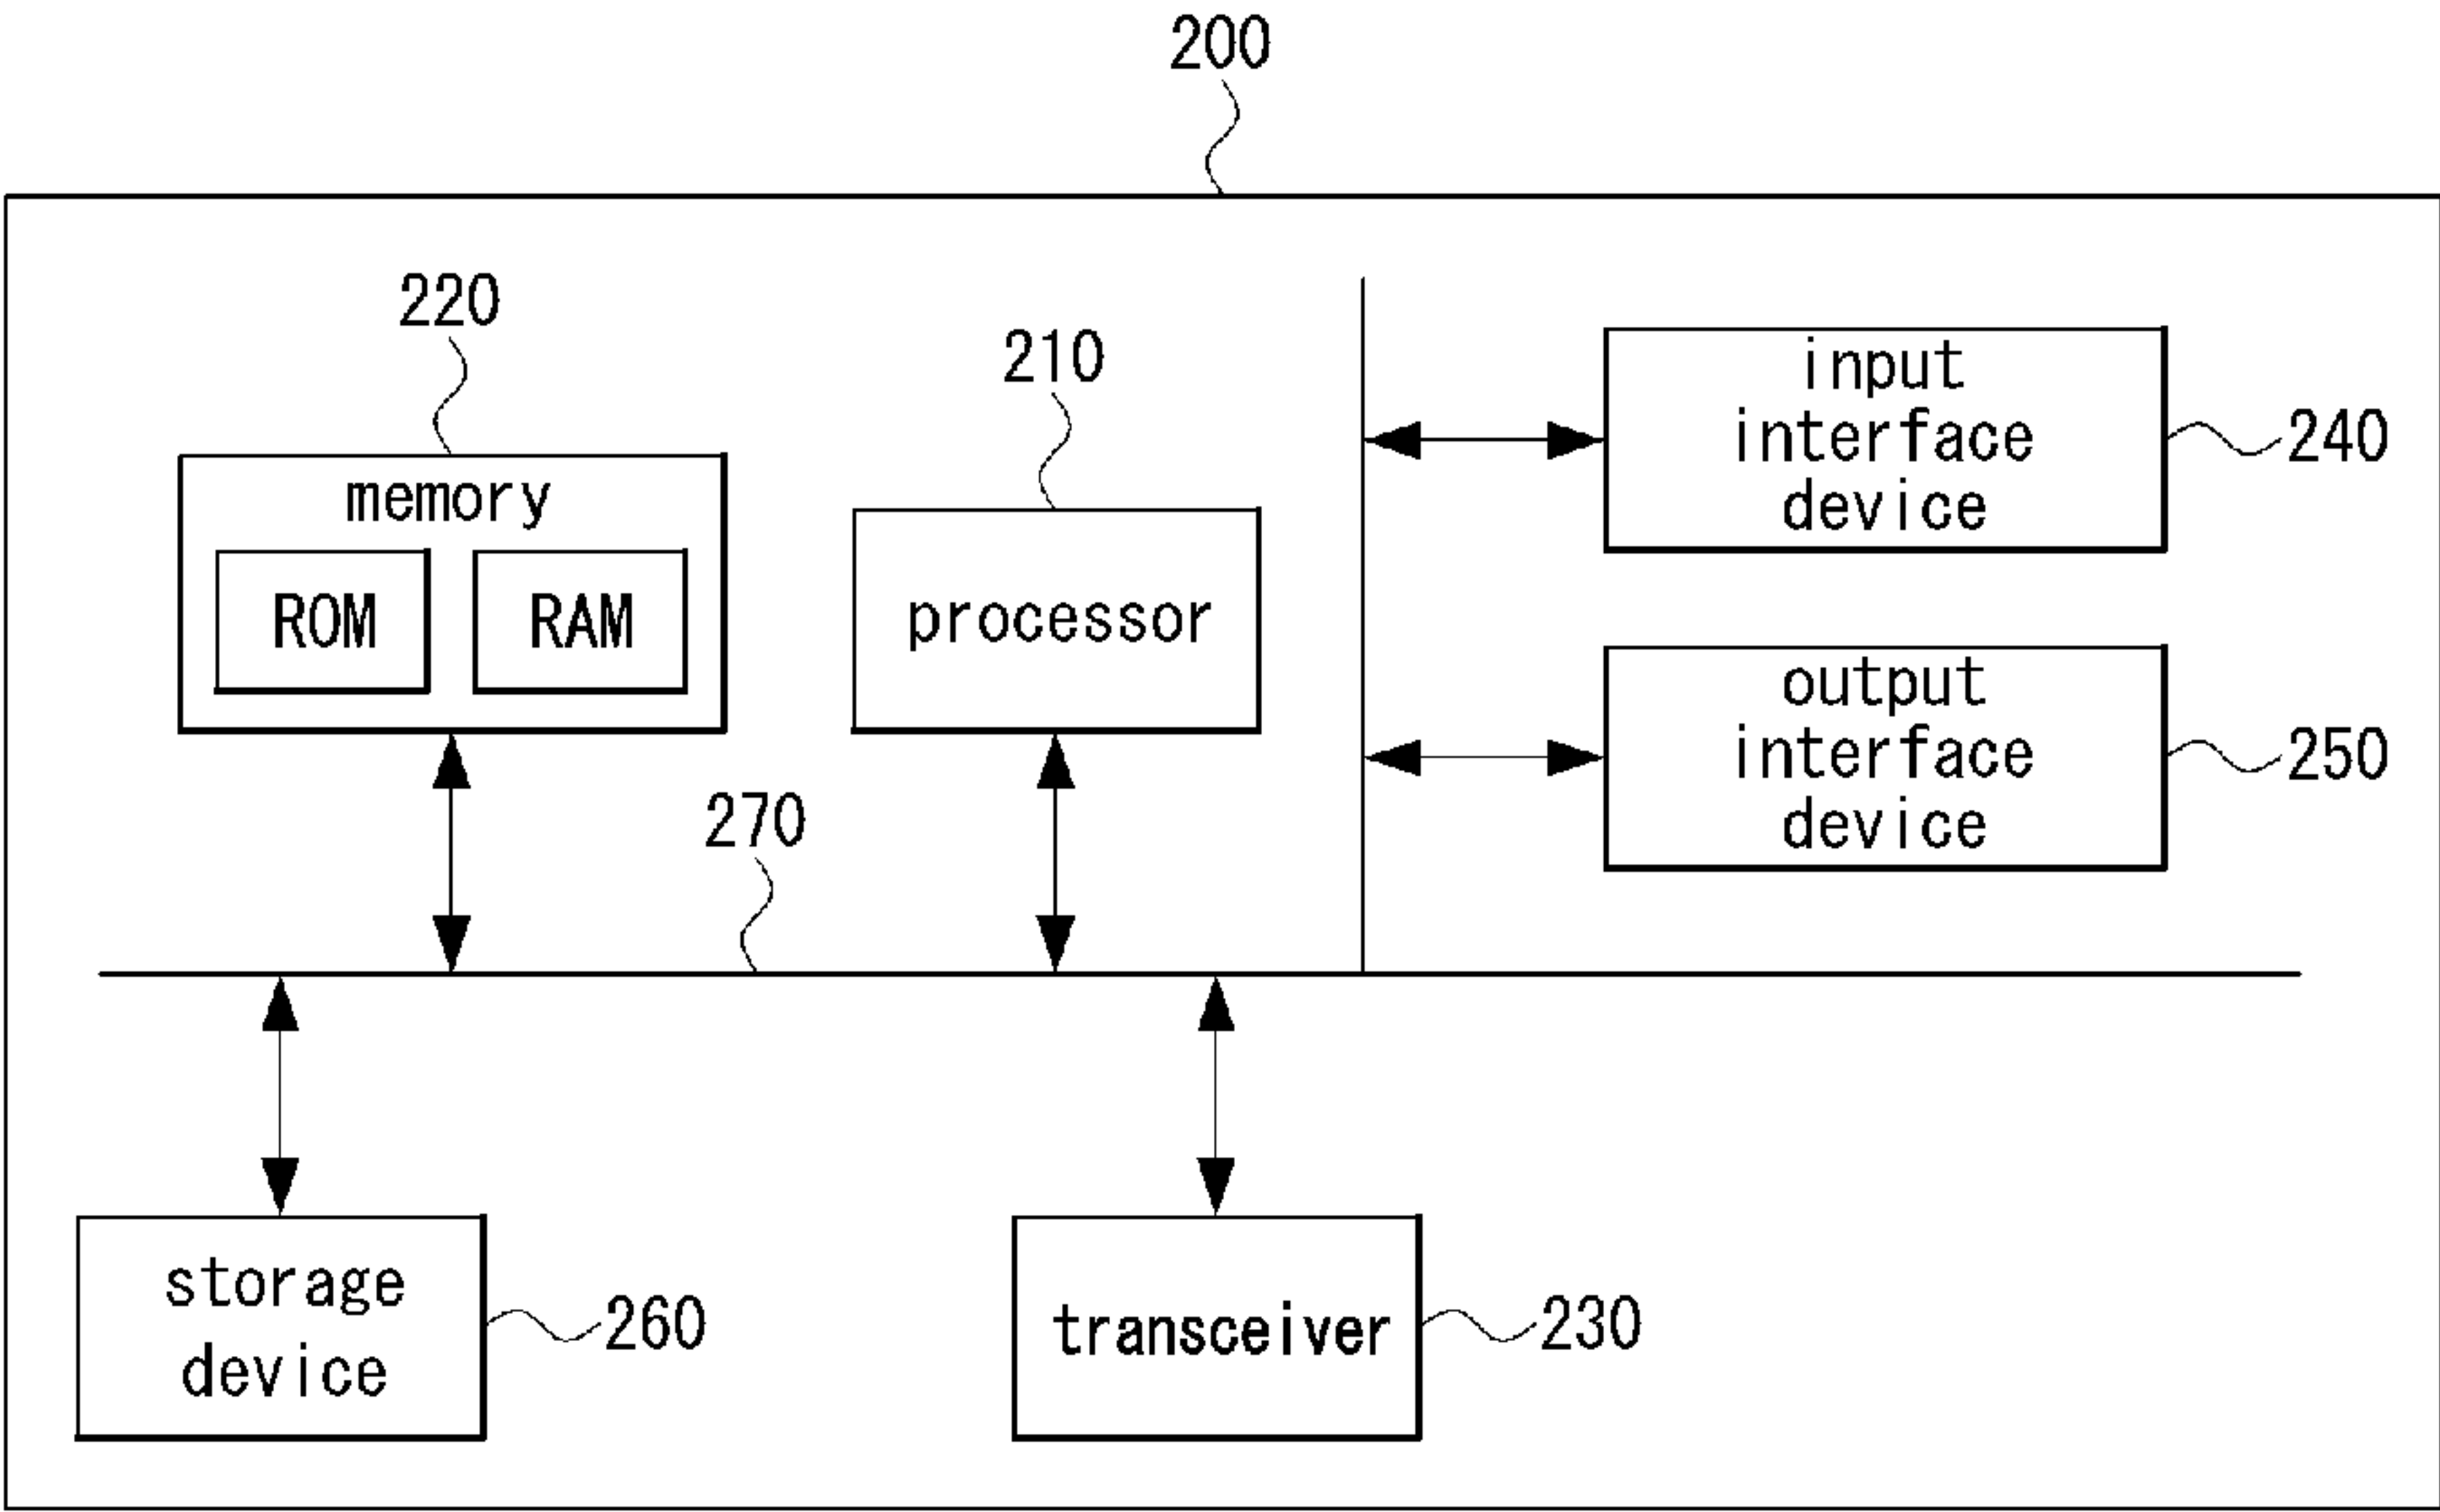 200
220
210
memory
ROM
RAM
processor
input
interface
device
240
output
interface
device
250
270
storage
device
260
transceiver
230